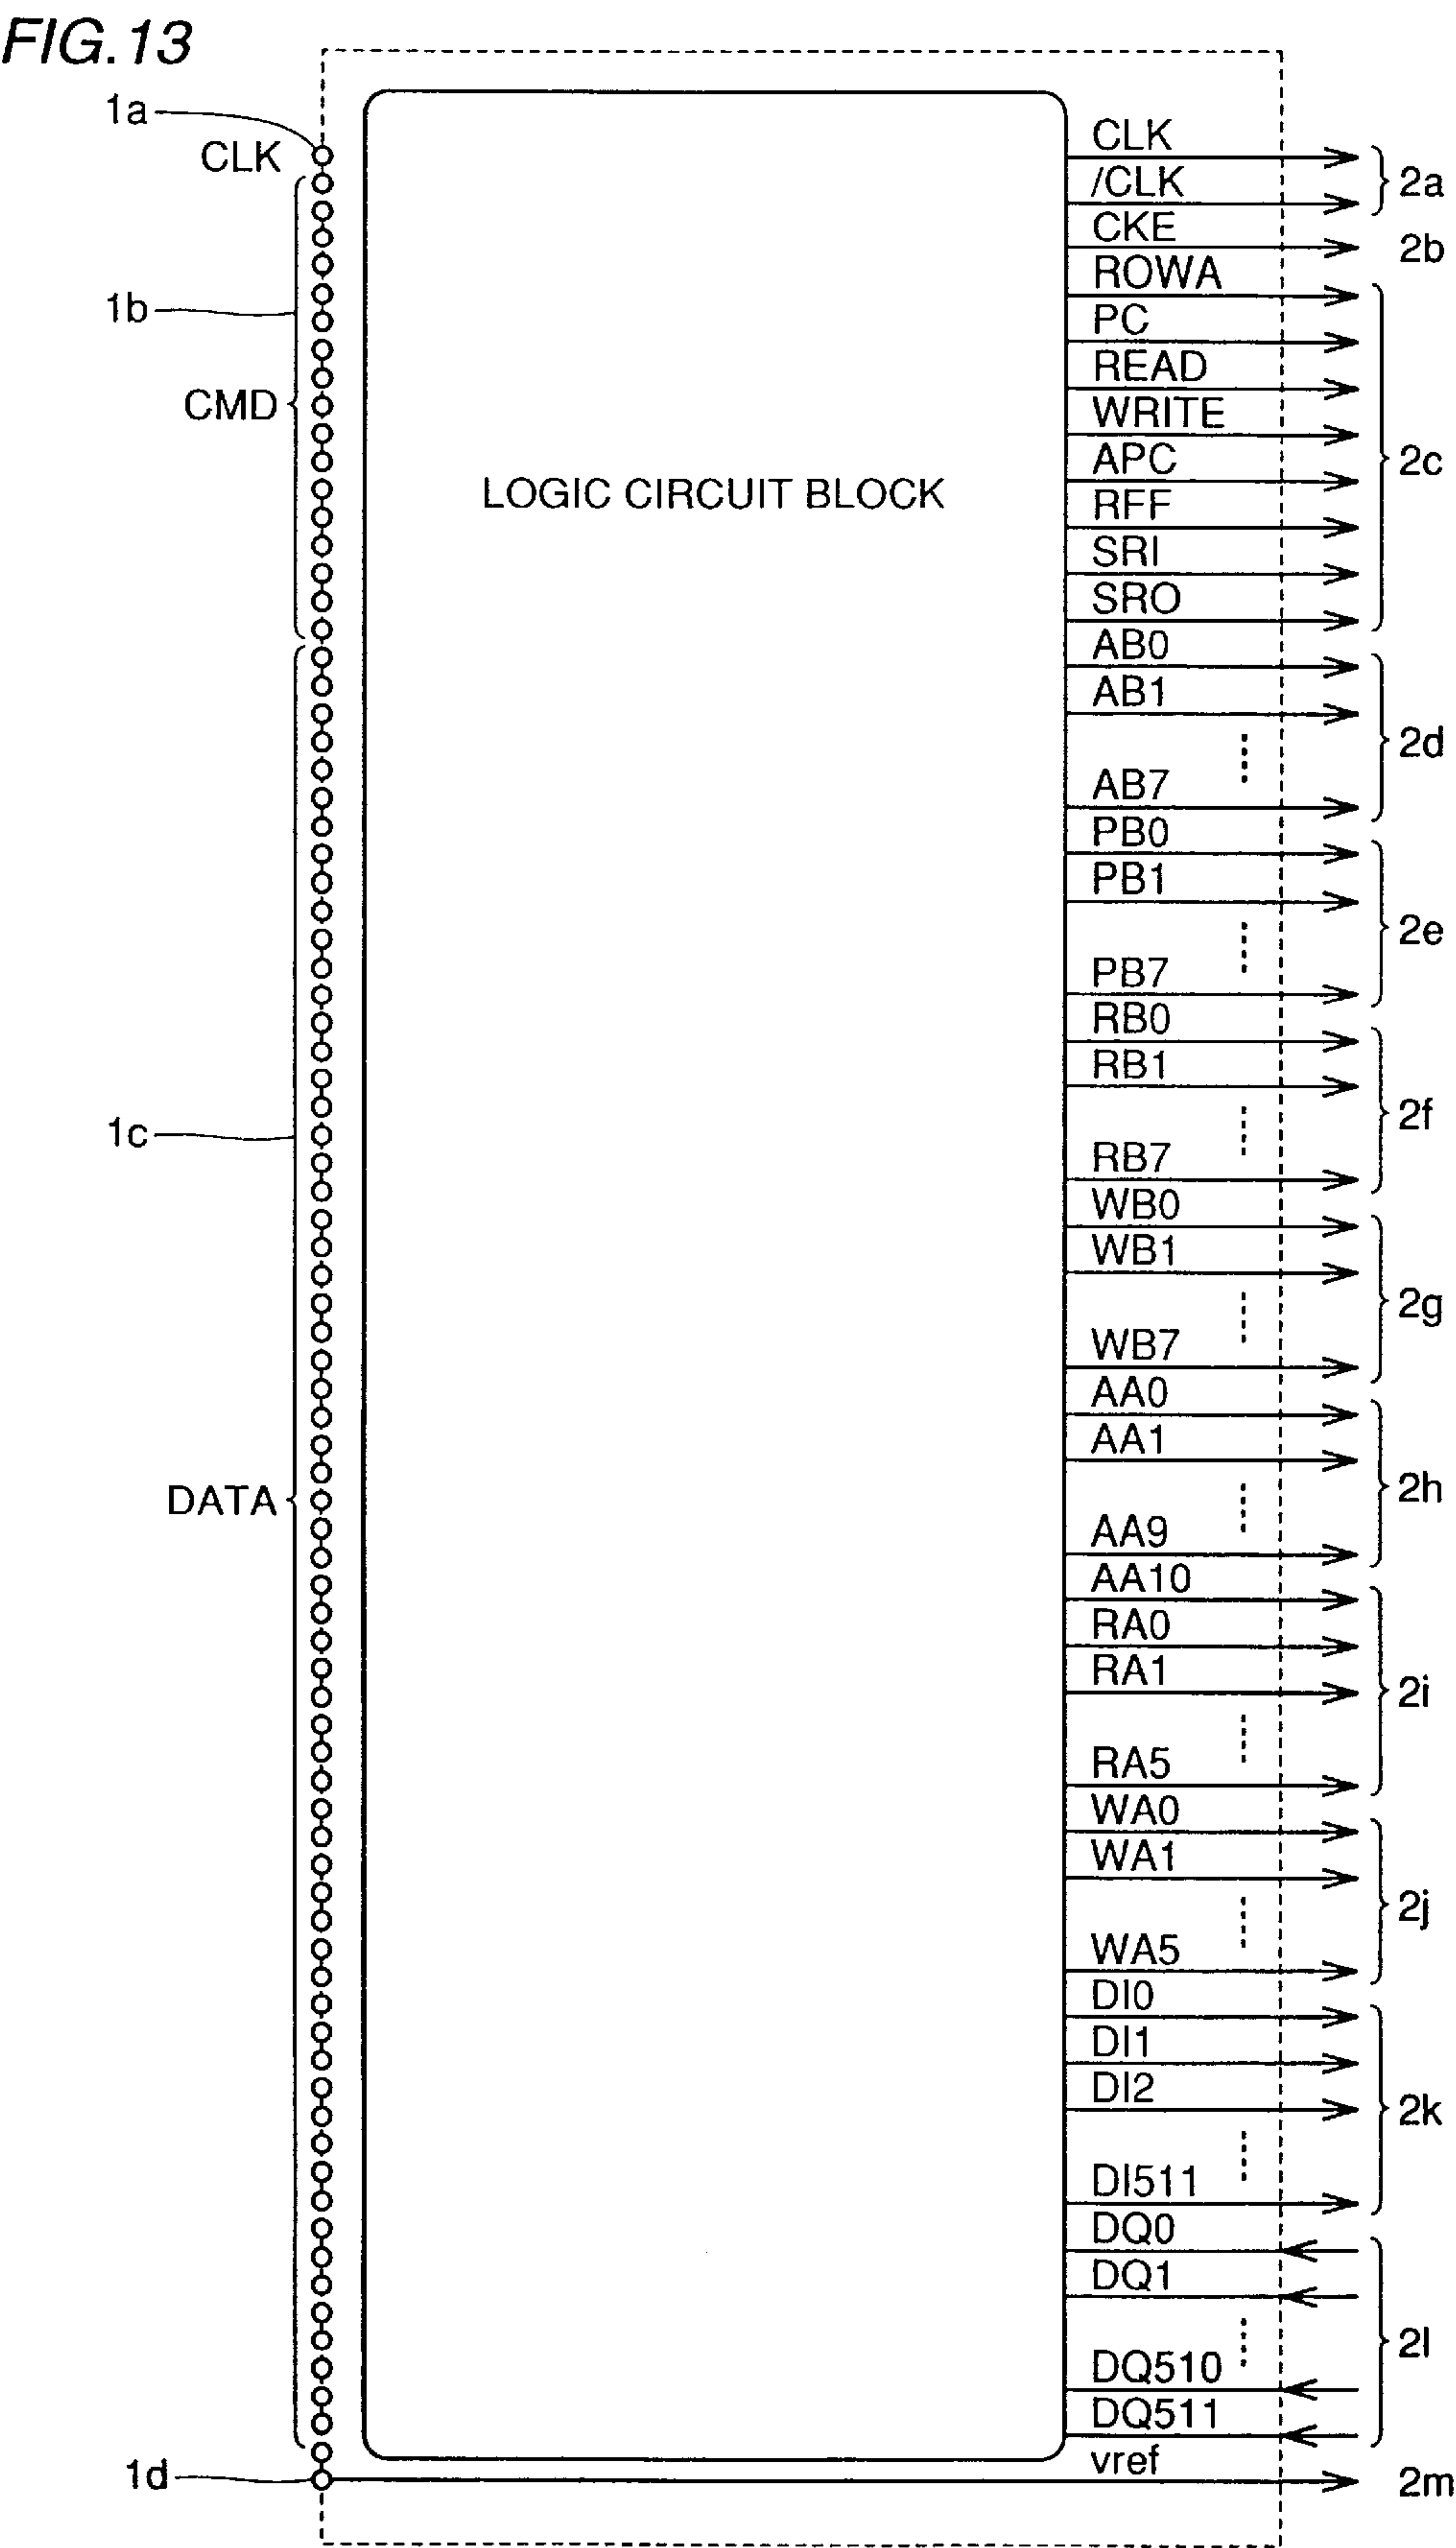 FIG.13
1a
CLK
1b
CMD
1c
DATA
1d
LOGIC CIRCUIT BLOCK
CLK
/CLK
2a
CKE
2b
ROWA
PC
READ
WRITE
APC
RFF
SRI
SRO
2c
AB0
AB1
AB7
2d
PB0
PB1
PB7
2e
RB0
RB1
RB7
2f
WB0
WB1
WB7
2g
AA0
AA1
AA9
2h
AA10
RA0
RA1
RA5
2i
WA0
WA1
WA5
2j
DI0
DI1
DI2
DI511
2k
DQ0
DQ1
DQ510
DQ511
2l
vref
2m